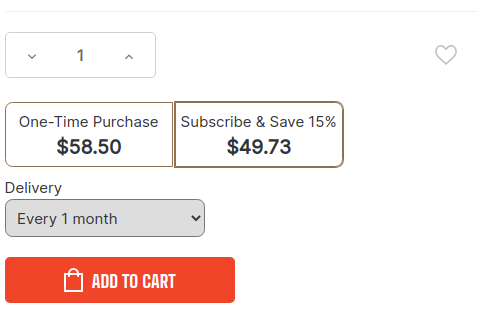 1
One-Time Purchase
$58.50
Subscribe & Save 15%
$49.73
Delivery
Every 1 month
ADD TO CART